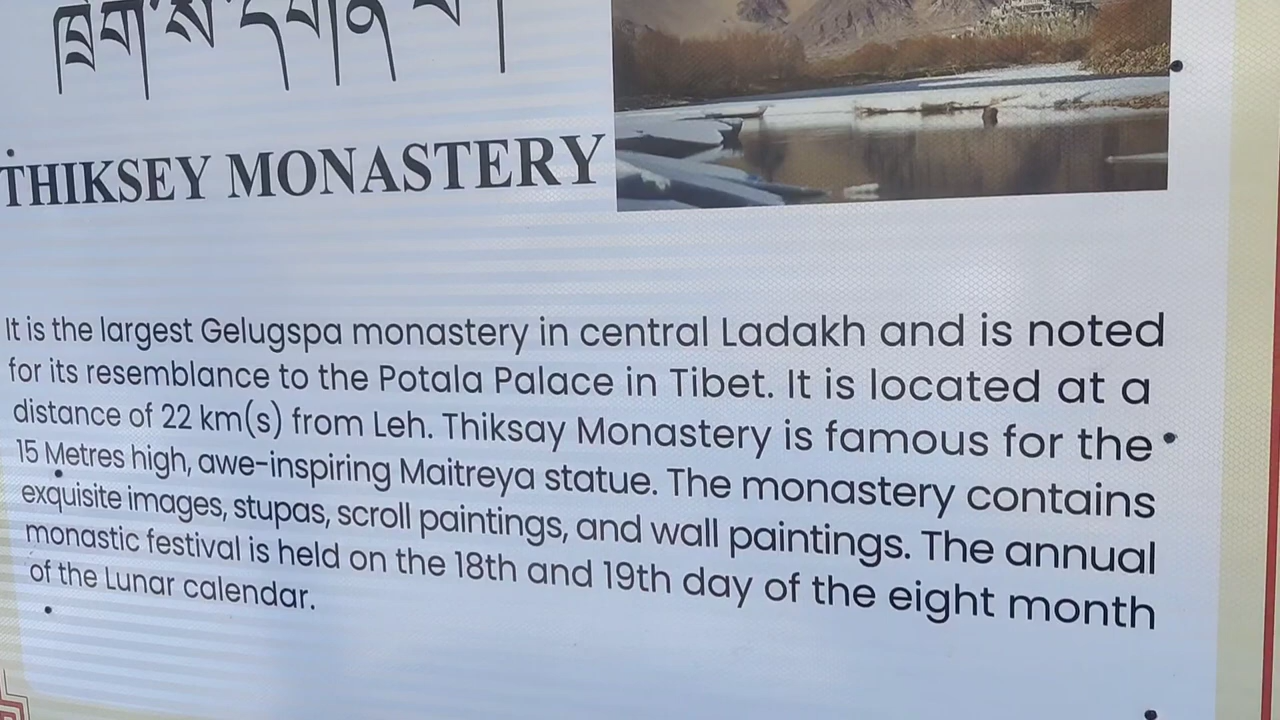 THIKSEY MONASTERY
It is the largest Gelugspa monastery in central Ladakh and is noted
for its resemblance to the Potala Palace in Tibet. It is located at a
distance of 22 km(s) from Leh. Thiksay Monastery is famous for the
15 Metres high, awe-inspiring Maitreya statue. The monastery contains
exquisite images, stupas, scroll paintings, and wall paintings. The annual
monastic festival is held on the 18th and 19th day of the eight month
of the Lunar calendar.